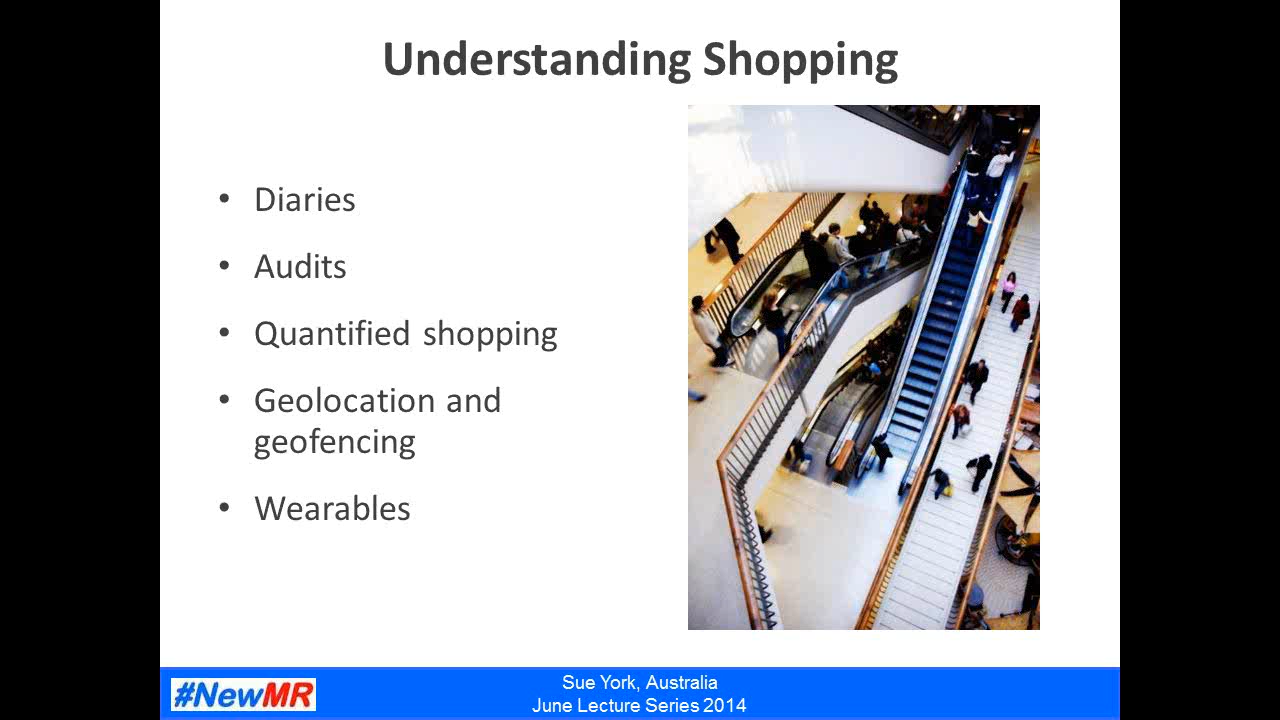 Understanding Shopping
• Diaries
• Audits
• Quantified shopping
• Geolocation and
geofencing
• Wearables
#NewMR
Sue York, Australia
June Lecture Series 2014